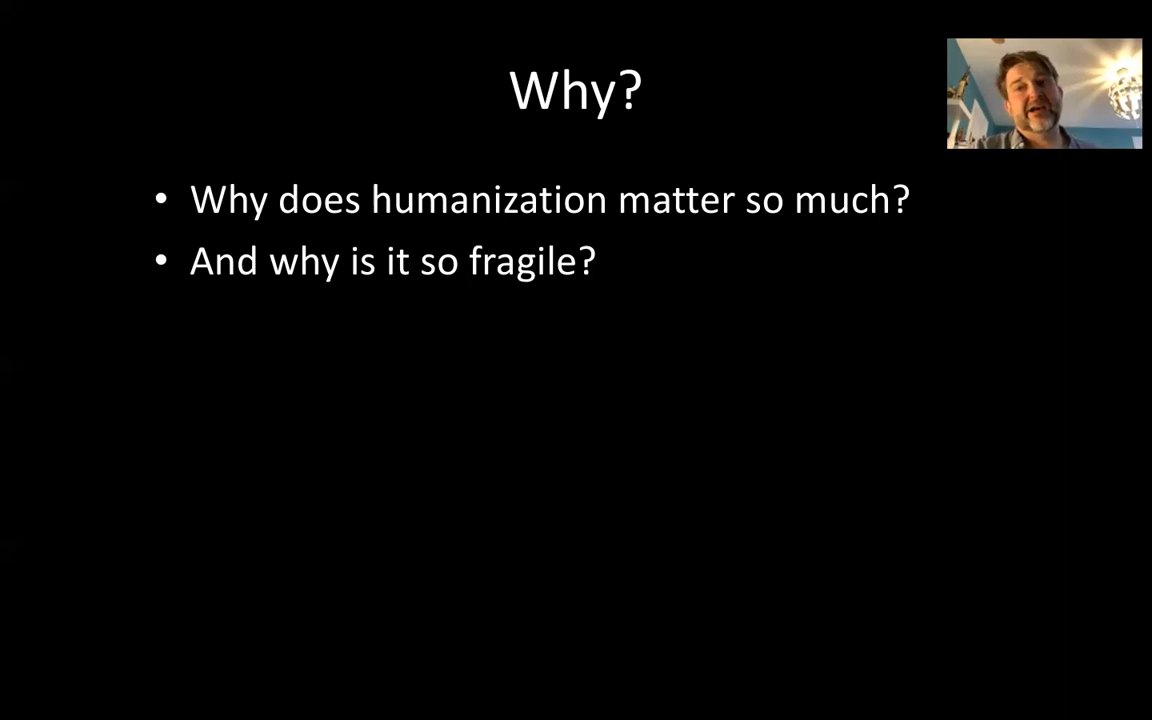 Why?
• Why does humanization matter so much?
• And why is it so fragile?